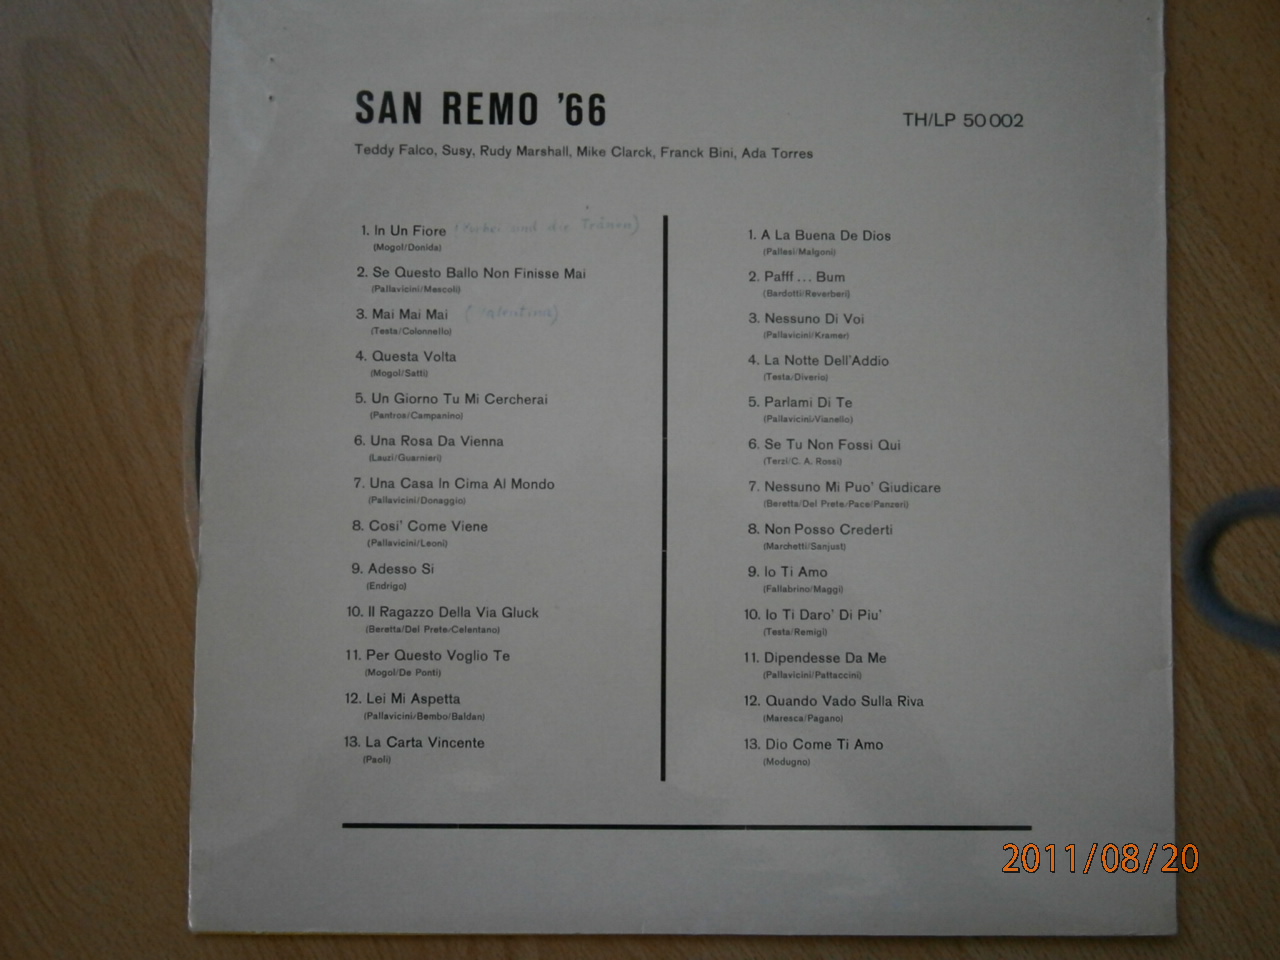 SAN REMO '66
TH/LP 50 002
Teddy Falco, Susy, Rudy Marshall, Mike Clarck, Franck Bini, Ada Torres
1. In Un Fiore ( und die Tränen)
(Mogol/Donida)
2. Se Questo Ballo Non Finisse Mai
(Pallavicini/Mescoli)
3. Mai Mai Mai (Valentina)
(Testa/Colonnello)
4. Questa Volta
(Mogol/Satti)
5. Un Giorno Tu Mi Cercherai
(Pantros/Campanino)
6. Una Rosa Da Vienna
(Lauzi/Guarnieri)
7. Una Casa In Cima Al Mondo
(Pallavicini/Donaggio)
8. Cosi' Come Viene
(Pallavicini/Leoni)
9. Adesso Si
(Endrigo)
10. Il Ragazzo Della Via Gluck
(Beretta/Del Prete/Celentano)
11. Per Questo Voglio Te
(Mogol/De Ponti)
12. Lei Mi Aspetta
(Pallavicini/Bembo/Baldan)
13. La Carta Vincente
(Paoli)
1. A La Buena De Dios
(Pallesi/Malgoni)
2. Pafff ... Bum
(Bardotti/Reverberi)
3. Nessuno Di Voi
(Pallavicini/Kramer)
4. La Notte Dell'Addio
(Testa/Diverio)
5. Parlami Di Te
(Pallavicini/Vianello)
6. Se Tu Non Fossi Qui
(Terzi/C. A. Rossi)
7. Nessuno Mi Puo' Giudicare
(Beretta/Del Prete/Pace/Panzeri)
8. Non Posso Crederti
(Marchetti/Sanjust)
9. Io Ti Amo
(Fallabrino/Maggi)
10. Io Ti Daro' Di Piu'
(Testa/Remigi)
11. Dipendesse Da Me
(Pallavicini/Pattaccini)
12. Quando Vado Sulla Riva
(Maresca/Pagano)
13. Dio Come Ti Amo
(Modugno)
2011/08/20